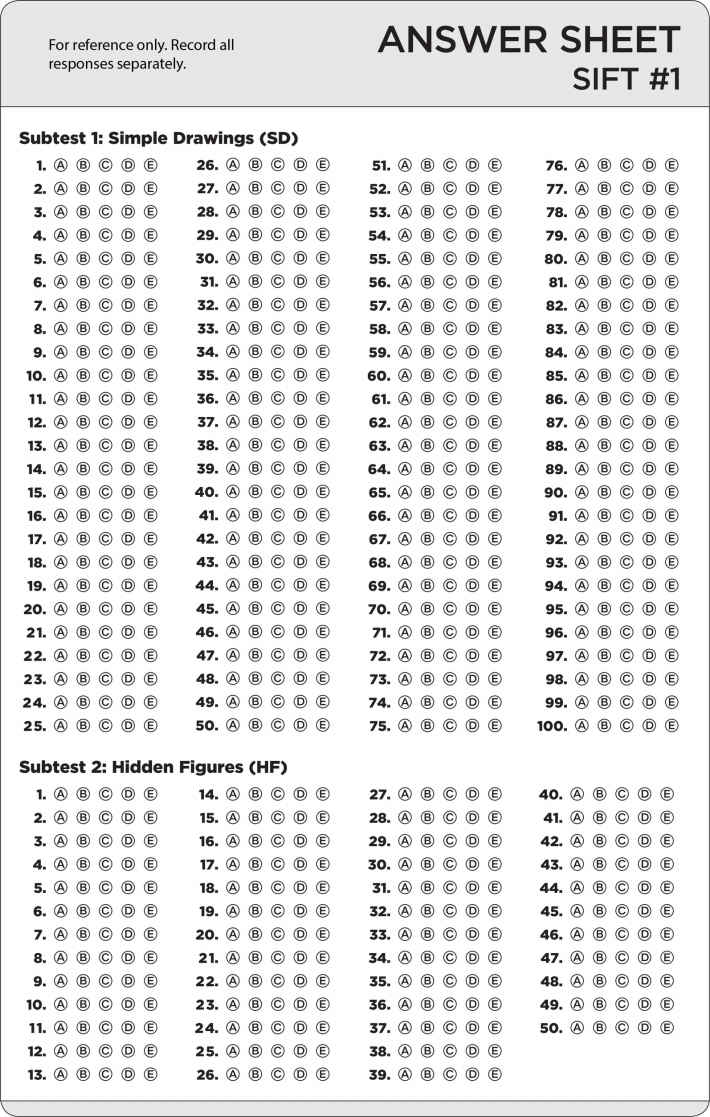 For reference only. Record all
responses separately.
ANSWER SHEET
SIFT #1
Subtest 1: Simple Drawings (SD)
1. A B C D E 26. A B C D E 51. A B C D E 76. A B C D E
2. A B C D E 27. A B C D E 52. A B C D E 77. A B C D E
3. A B C D E 28. A B C D E 53. A B C D E 78. A B C D E
4. A B C D E 29. A B C D E 54. A B C D E 79. A B C D E
5. A B C D E 30. A B C D E 55. A B C D E 80. A B C D E
6. A B C D E 31. A B C D E 56. A B C D E 81. A B C D E
7. A B C D E 32. A B C D E 57. A B C D E 82. A B C D E
8. A B C D E 33. A B C D E 58. A B C D E 83. A B C D E
9. A B C D E 34. A B C D E 59. A B C D E 84. A B C D E
10. A B C D E 35. A B C D E 60. A B C D E 85. A B C D E
11. A B C D E 36. A B C D E 61. A B C D E 86. A B C D E
12. A B C D E 37. A B C D E 62. A B C D E 87. A B C D E
13. A B C D E 38. A B C D E 63. A B C D E 88. A B C D E
14. A B C D E 39. A B C D E 64. A B C D E 89. A B C D E
15. A B C D E 40. A B C D E 65. A B C D E 90. A B C D E
16. A B C D E 41. A B C D E 66. A B C D E 91. A B C D E
17. A B C D E 42. A B C D E 67. A B C D E 92. A B C D E
18. A B C D E 43. A B C D E 68. A B C D E 93. A B C D E
19. A B C D E 44. A B C D E 69. A B C D E 94. A B C D E
20. A B C D E 45. A B C D E 70. A B C D E 95. A B C D E
21. A B C D E 46. A B C D E 71. A B C D E 96. A B C D E
22. A B C D E 47. A B C D E 72. A B C D E 97. A B C D E
23. A B C D E 48. A B C D E 73. A B C D E 98. A B C D E
24. A B C D E 49. A B C D E 74. A B C D E 99. A B C D E
25. A B C D E 50. A B C D E 75. A B C D E 100. A B C D E
Subtest 2: Hidden Figures (HF)
1. A B C D E 14. A B C D E 27. A B C D E 40. A B C D E
2. A B C D E 15. A B C D E 28. A B C D E 41. A B C D E
3. A B C D E 16. A B C D E 29. A B C D E 42. A B C D E
4. A B C D E 17. A B C D E 30. A B C D E 43. A B C D E
5. A B C D E 18. A B C D E 31. A B C D E 44. A B C D E
6. A B C D E 19. A B C D E 32. A B C D E 45. A B C D E
7. A B C D E 20. A B C D E 33. A B C D E 46. A B C D E
8. A B C D E 21. A B C D E 34. A B C D E 47. A B C D E
9. A B C D E 22. A B C D E 35. A B C D E 48. A B C D E
10. A B C D E 23. A B C D E 36. A B C D E 49. A B C D E
11. A B C D E 24. A B C D E 37. A B C D E 50. A B C D E
12. A B C D E 25. A B C D E 38. A B C D E
13. A B C D E 26. A B C D E 39. A B C D E